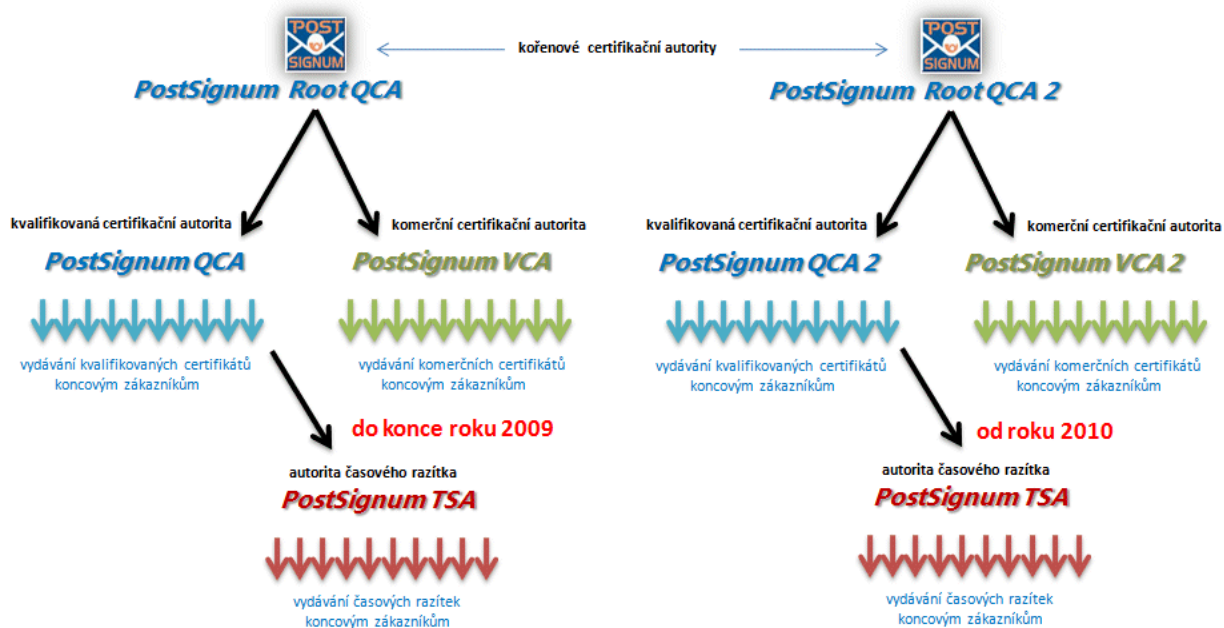 POST
SIGNUM
kořenové certifikační autority
POST
SIGNUM
PostSignum Root QCA
PostSignum Root QCA 2
kvalifikovaná certifikační autorita
komerční certifikační autorita
kvalifikovaná certifikační autorita
komerční certifikační autorita
PostSignum QCA
PostSignum VCA
PostSignum QCA 2
PostSignum VCA 2
vydávání kvalifikovaných certifikátů
koncovým zákazníkům
vydávání komerčních certifikátů
koncovým zákazníkům
vydávání kvalifikovaných certifikátů
koncovým zákazníkům
vydávání komerčních certifikátů
koncovým zákazníkům
do konce roku 2009
od roku 2010
autorita časového razítka
PostSignum TSA
autorita časového razítka
PostSignum TSA
vydávání časových razítek
koncovým zákazníkům
vydávání časových razítek
koncovým zákazníkům